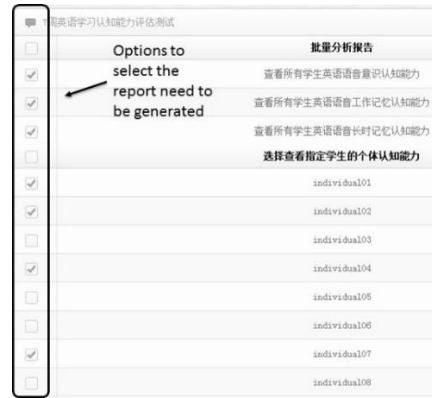 周英语学习认知能力评估测试
批量分析报告
Options to
select the
report need to
be generated
查看所有学生英语语音意识认知能力
查看所有学生英语语音工作记忆认知能力
查看所有学生英语语音长时记忆认知能力
选择查看指定学生的个体认知能力
individual01
individual02
individual03
individual04
individual05
individual06
individual07
individual08